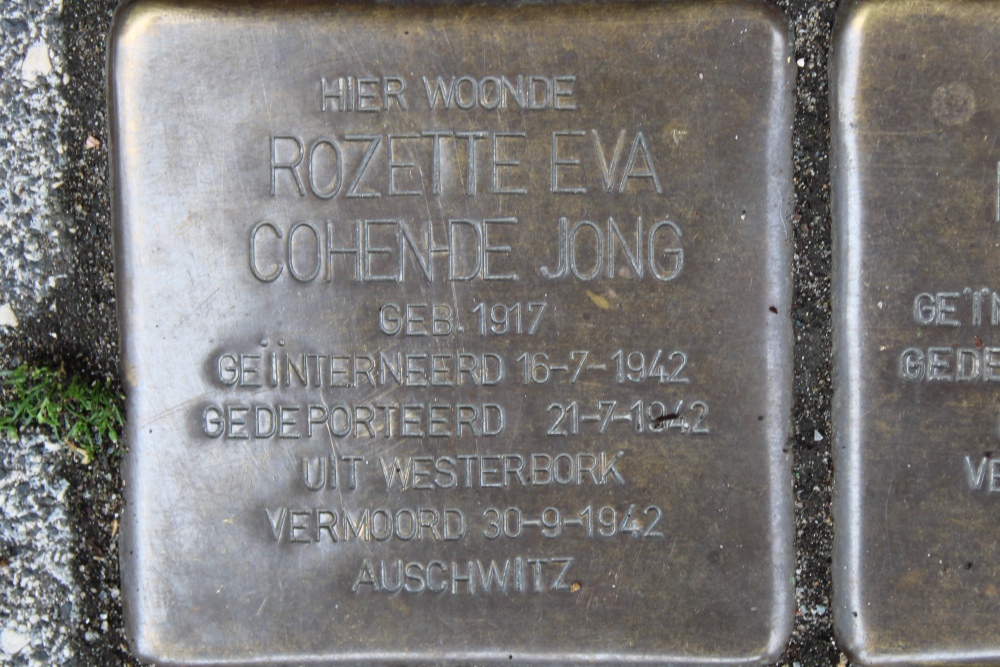 HIER WOONDE
ROZETTE EVA
COHEN-DE JONG
GEB. 1917
GEÏNTERNEERD 16-7-1942
GEDEPORTEERD 21-7-1942
UIT WESTERBORK
VERMOORD 30-9-1942
AUSCHWITZ